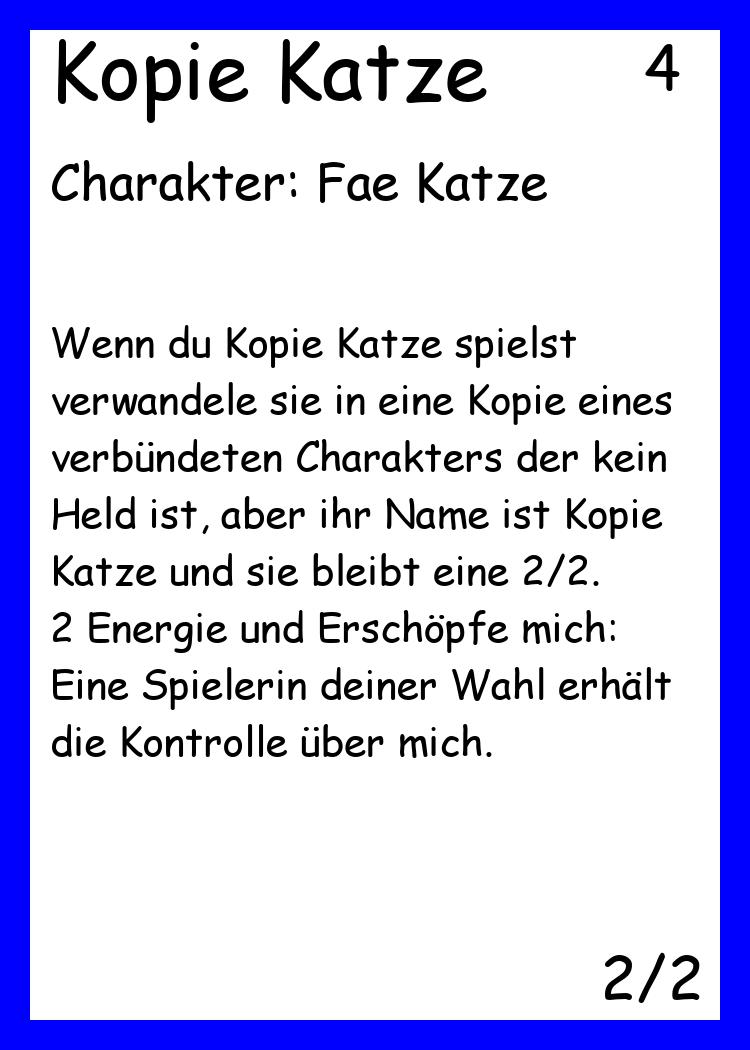 Kopie Katze 4
Charakter: Fae Katze
Wenn du Kopie Katze spielst
verwandele sie in eine Kopie eines
verbündeten Charakters der kein
Held ist, aber ihr Name ist Kopie
Katze und sie bleibt eine 2/2.
2 Energie und Erschöpfe mich:
Eine Spielerin deiner Wahl erhält
die Kontrolle über mich.
2/2